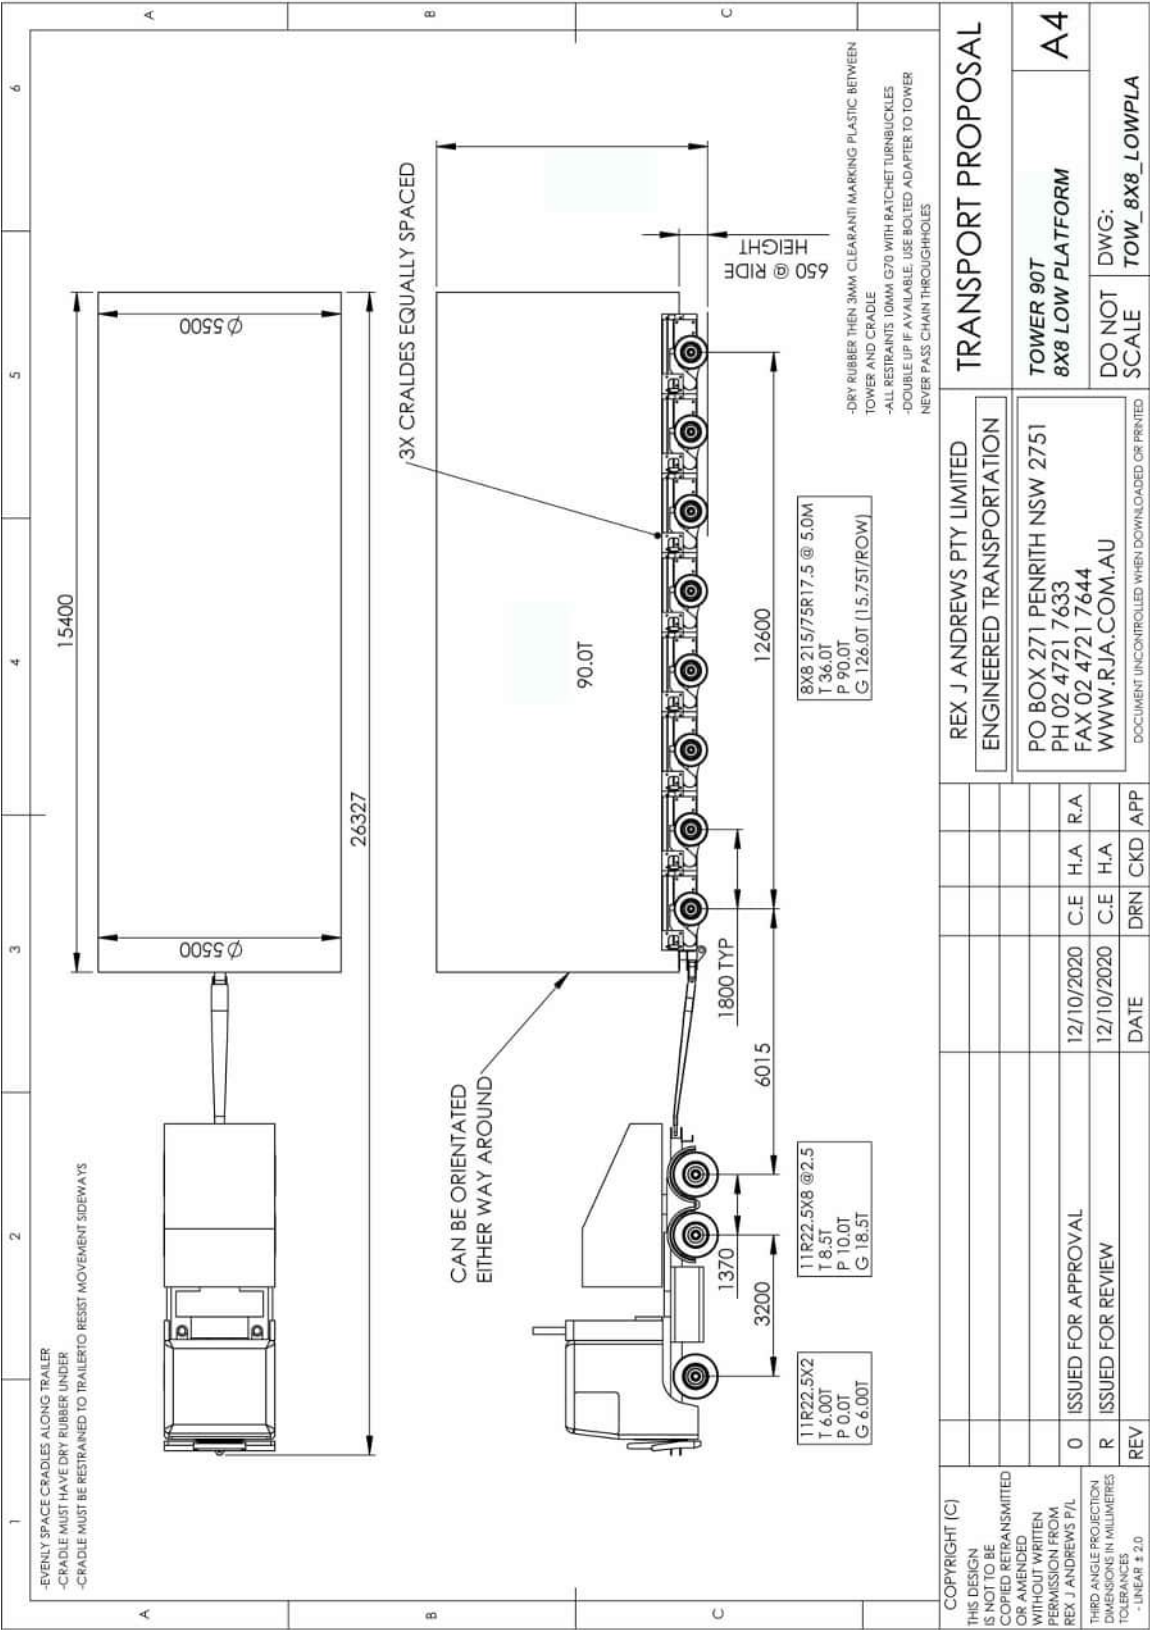 1
2
3
4
5
6
A
B
C
A
B
C
-EVENLY SPACE CRADLES ALONG TRAILER
-CRADLE MUST HAVE DRY RUBBER UNDER
-CRADLE MUST BE RESTRAINED TO TRAILERTO RESIST MOVEMENT SIDEWAYS
15400
∅ 5500
∅ 5500
26327
CAN BE ORIENTATED
EITHER WAY AROUND
3X CRALDES EQUALLY SPACED
90.0T
650 @ RIDE
HEIGHT
1370
3200
6015
1800 TYP
12600
11R22.5X2
T 6.00T
P 0.0T
G 6.00T
11R22.5X8 @2.5
T 8.5T
P 10.0T
G 18.5T
8X8 215/75R17.5 @ 5.0M
T 36.0T
P 90.0T
G 126.0T (15.75T/ROW)
-DRY RUBBER THEN 3MM CLEARANTI MARKING PLASTIC BETWEEN
TOWER AND CRADLE
-ALL RESTRAINTS 10MM G70 WITH RATCHET TURNBUCKLES
-DOUBLE UP IF AVAILABLE, USE BOLTED ADAPTER TO TOWER
NEVER PASS CHAIN THROUGHHOLES
COPYRIGHT (C)
THIS DESIGN
IS NOT TO BE
COPIED RETRANSMITTED
OR AMENDED
WITHOUT WRITTEN
PERMISSION FROM
REX J ANDREWS P/L
THIRD ANGLE PROJECTION
DIMENSIONS IN MILLIMETRES
TOLERANCES
- LINEAR ± 2.0
0 ISSUED FOR APPROVAL 12/10/2020 C.E H.A R.A
R ISSUED FOR REVIEW 12/10/2020 C.E H.A
REV DATE DRN CKD APP
REX J ANDREWS PTY LIMITED
ENGINEERED TRANSPORTATION
PO BOX 271 PENRITH NSW 2751
PH 02 4721 7633
FAX 02 4721 7644
WWW.RJA.COM.AU
DOCUMENT UNCONTROLLED WHEN DOWNLOADED OR PRINTED
TRANSPORT PROPOSAL
TOWER 90T
8X8 LOW PLATFORM
A4
DO NOT
SCALE
DWG:
TOW_8X8_LOWPLA